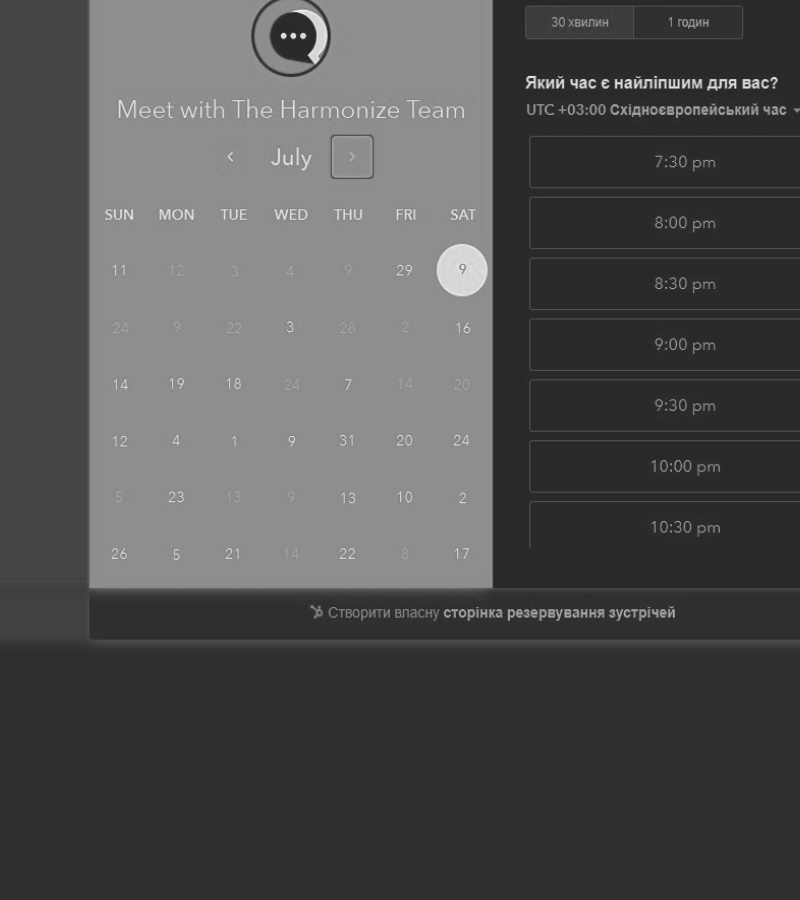 Meet with The Harmonize Team
July
SUN MON TUE WED THU FRI SAT
11 12 3 4 9 29 9
24 9 22 3 28 2 16
14 19 18 24 7 14 20
12 4 1 9 31 20 24
5 23 13 9 13 10 2
26 5 21 14 22 8 17
30 хвилин 1 годин
Який час є найліпшим для вас?
UTC +03:00 Східноєвропейський час
7:30 pm
8:00 pm
8:30 pm
9:00 pm
9:30 pm
10:00 pm
10:30 pm
Створити власну сторінка резервування зустрічей